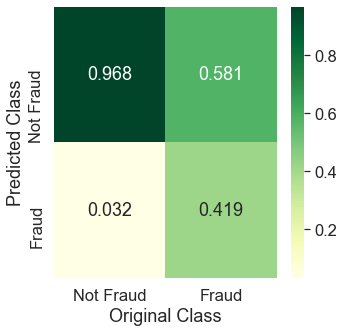 Predicted Class
Not Fraud
Fraud
0.968 0.581
0.032 0.419
Not Fraud Fraud
Original Class
0.8
0.6
0.4
0.2